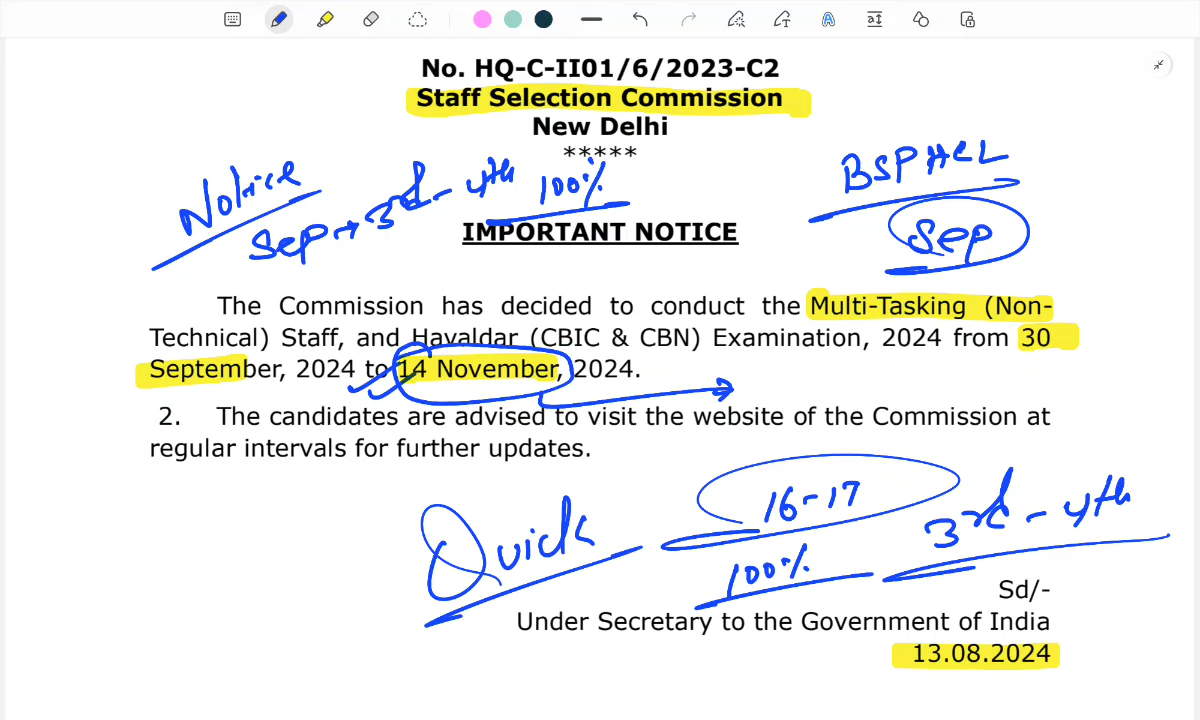 No. HQ-C-II01/6/2023-C2
Staff Selection Commission
New Delhi
*****
Notice
Sep → 3rd - 4th 100%
BSPHCL
Sep
IMPORTANT NOTICE
The Commission has decided to conduct the Multi-Tasking (Non-
Technical) Staff, and Havaldar (CBIC & CBN) Examination, 2024 from 30
September, 2024 to 14 November, 2024.
2. The candidates are advised to visit the website of the Commission at
regular intervals for further updates.
Quick
16-17
100%
3rd - 4th
Sd/-
Under Secretary to the Government of India
13.08.2024